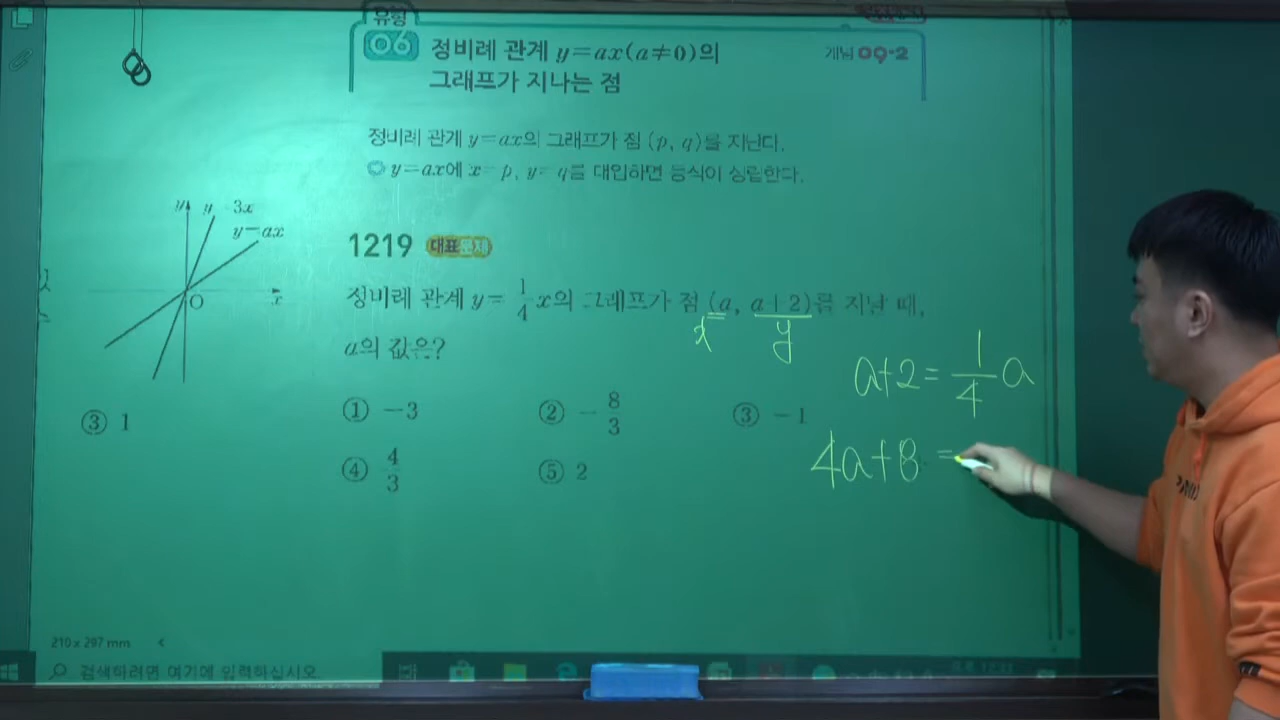 유형
06
정비례 관계 y=ax(a≠0)의
그래프가 지나는 점
개념 09·2
정비례 관계 y=ax의 그래프가 점 (p, q)를 지난다.
y=ax에 x=p, y=q를 대입하면 등식이 성립한다.
y y 3x
y=ax
O x
1219 대표문제
정비례 관계 y= 1/4 x의 그래프가 점 (a, a+2)를 지날 때,
a의 값은?
x y
a+2= 1/4 a
4a+8 =
③ 1
① -3 ② -8/3 ③ -1
④ 4/3 ⑤ 2
210 x 297 mm <
검색하려면 여기에 입력하십시오.